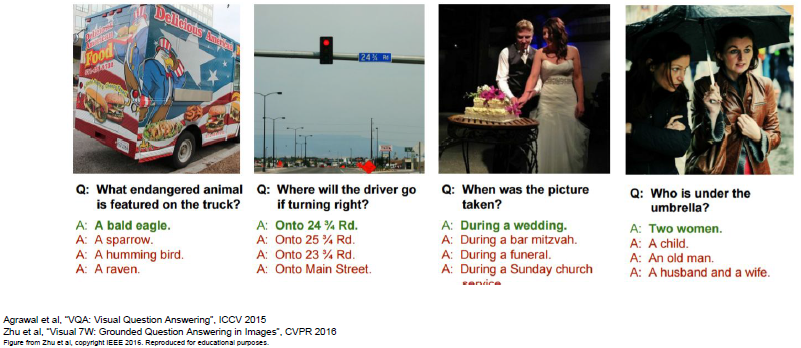 Delicious America
Food
24 ¾ Rd
Q: What endangered animal
is featured on the truck?
A: A bald eagle.
A: A sparrow.
A: A humming bird.
A: A raven.
Q: Where will the driver go
if turning right?
A: Onto 24 ¾ Rd.
A: Onto 25 ¾ Rd.
A: Onto 23 ¾ Rd.
A: Onto Main Street.
Q: When was the picture
taken?
A: During a wedding.
A: During a bar mitzvah.
A: During a funeral.
A: During a Sunday church
service
Q: Who is under the
umbrella?
A: Two women.
A: A child.
A: An old man.
A: A husband and a wife.
Agrawal et al, "VQA: Visual Question Answering", ICCV 2015
Zhu et al, "Visual 7W: Grounded Question Answering in Images", CVPR 2016
Figure from Zhu et al, copyright IEEE 2016. Reproduced for educational purposes.